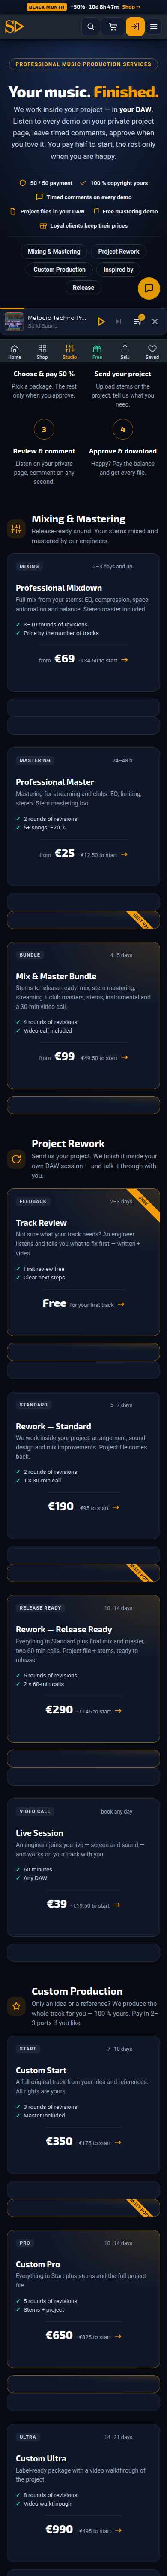 BLACK MONTH -50% · 10d 8h 47m Shop →
PROFESSIONAL MUSIC PRODUCTION SERVICES
Your music. Finished.
We work inside your project — in your DAW.
Listen to every demo on your private project
page, leave timed comments, approve when
you love it. You pay half to start, the rest only
when you are happy.
50 / 50 payment
100 % copyright yours
Timed comments on every demo
Project files in your DAW
Free mastering demo
Loyal clients keep their prices
Mixing & Mastering
Project Rework
Custom Production
Inspired by
Release
Melodic Techno Pr...
Solid Sound
Home
Shop
Studio
Free
Sell
Saved
Choose & pay 50 %
Pick a package. The rest
only when you approve.
Send your project
Upload stems or the
project, tell us what you
need.
3
Review & comment
Listen on your private
page, comment on any
second.
4
Approve & download
Happy? Pay the balance
and get every file.
Mixing & Mastering
Release-ready sound. Your stems mixed and
mastered by engineers.
MIXING
2–3 days and up
Professional Mixdown
Full mix from your stems: EQ, compression, space,
automation and balance. Stereo master included.
✓ 3–10 rounds of revisions
✓ Price by the number of tracks
from €69 · €34.50 to start →
MASTERING
24–48 h
Professional Master
Mastering for streaming and clubs: EQ, limiting,
stereo. Stem mastering too.
✓ 2 rounds of revisions
✓ 5+ songs: −20 %
from €25 · €12.50 to start →
BUNDLE
4–5 days
Mix & Master Bundle
Stems to release-ready: mix, stem mastering,
streaming + club masters, stems, instrumental and
a 30-min video call.
✓ 4 rounds of revisions
✓ Video call included
from €99 · €49.50 to start →
Project Rework
Send us your project. We finish it inside your
own DAW session — and talk it through with
you.
FEEDBACK
2–3 days
FREE
Track Review
Not sure what your track needs? An engineer
listens and tells you what to fix first — written +
video.
✓ First review free
✓ Clear next steps
Free for your first track →
STANDARD
5–7 days
Rework — Standard
We work inside your project: arrangement, sound
design and mix improvements. Project file comes
back.
✓ 2 rounds of revisions
✓ 1 × 30-min call
€190 · €95 to start →
RELEASE READY
10–14 days
Rework — Release Ready
Everything in Standard plus final mix and master,
two 60-min calls. Project file + stems, ready to
release.
✓ 5 rounds of revisions
✓ 2 × 60-min calls
€290 · €145 to start →
VIDEO CALL
book any day
Live Session
An engineer joins you live — screen and sound —
and works on your track with you.
✓ 60 minutes
✓ Any DAW
€39 · €19.50 to start →
Custom Production
Only an idea or a reference? We produce the
whole track for you — 100 % yours. Pay in 2–
3 parts if you like.
START
7–10 days
Custom Start
A full original track from your idea and references.
All rights are yours.
✓ 3 rounds of revisions
✓ Master included
€350 · €175 to start →
PRO
10–14 days
Custom Pro
Everything in Start plus stems and the full project
file.
✓ 5 rounds of revisions
✓ Stems + project
€650 · €325 to start →
ULTRA
14–21 days
Custom Ultra
Label-ready package with a video walkthrough of
the project.
✓ 8 rounds of revisions
✓ Video walkthrough
€990 · €495 to start →